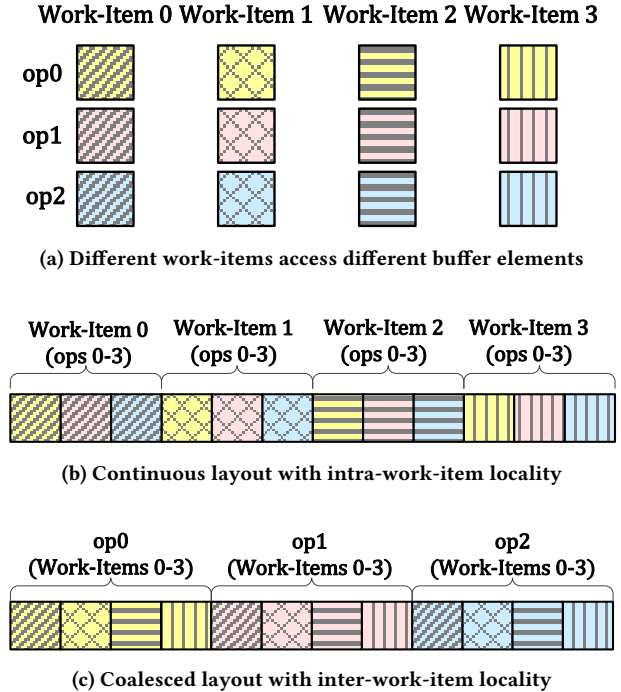 Work-Item 0 Work-Item 1 Work-Item 2 Work-Item 3
op0
op1
op2
(a) Different work-items access different buffer elements
Work-Item 0 Work-Item 1 Work-Item 2 Work-Item 3
(ops 0-3) (ops 0-3) (ops 0-3) (ops 0-3)
(b) Continuous layout with intra-work-item locality
op0 op1 op2
(Work-Items 0-3) (Work-Items 0-3) (Work-Items 0-3)
(c) Coalesced layout with inter-work-item locality